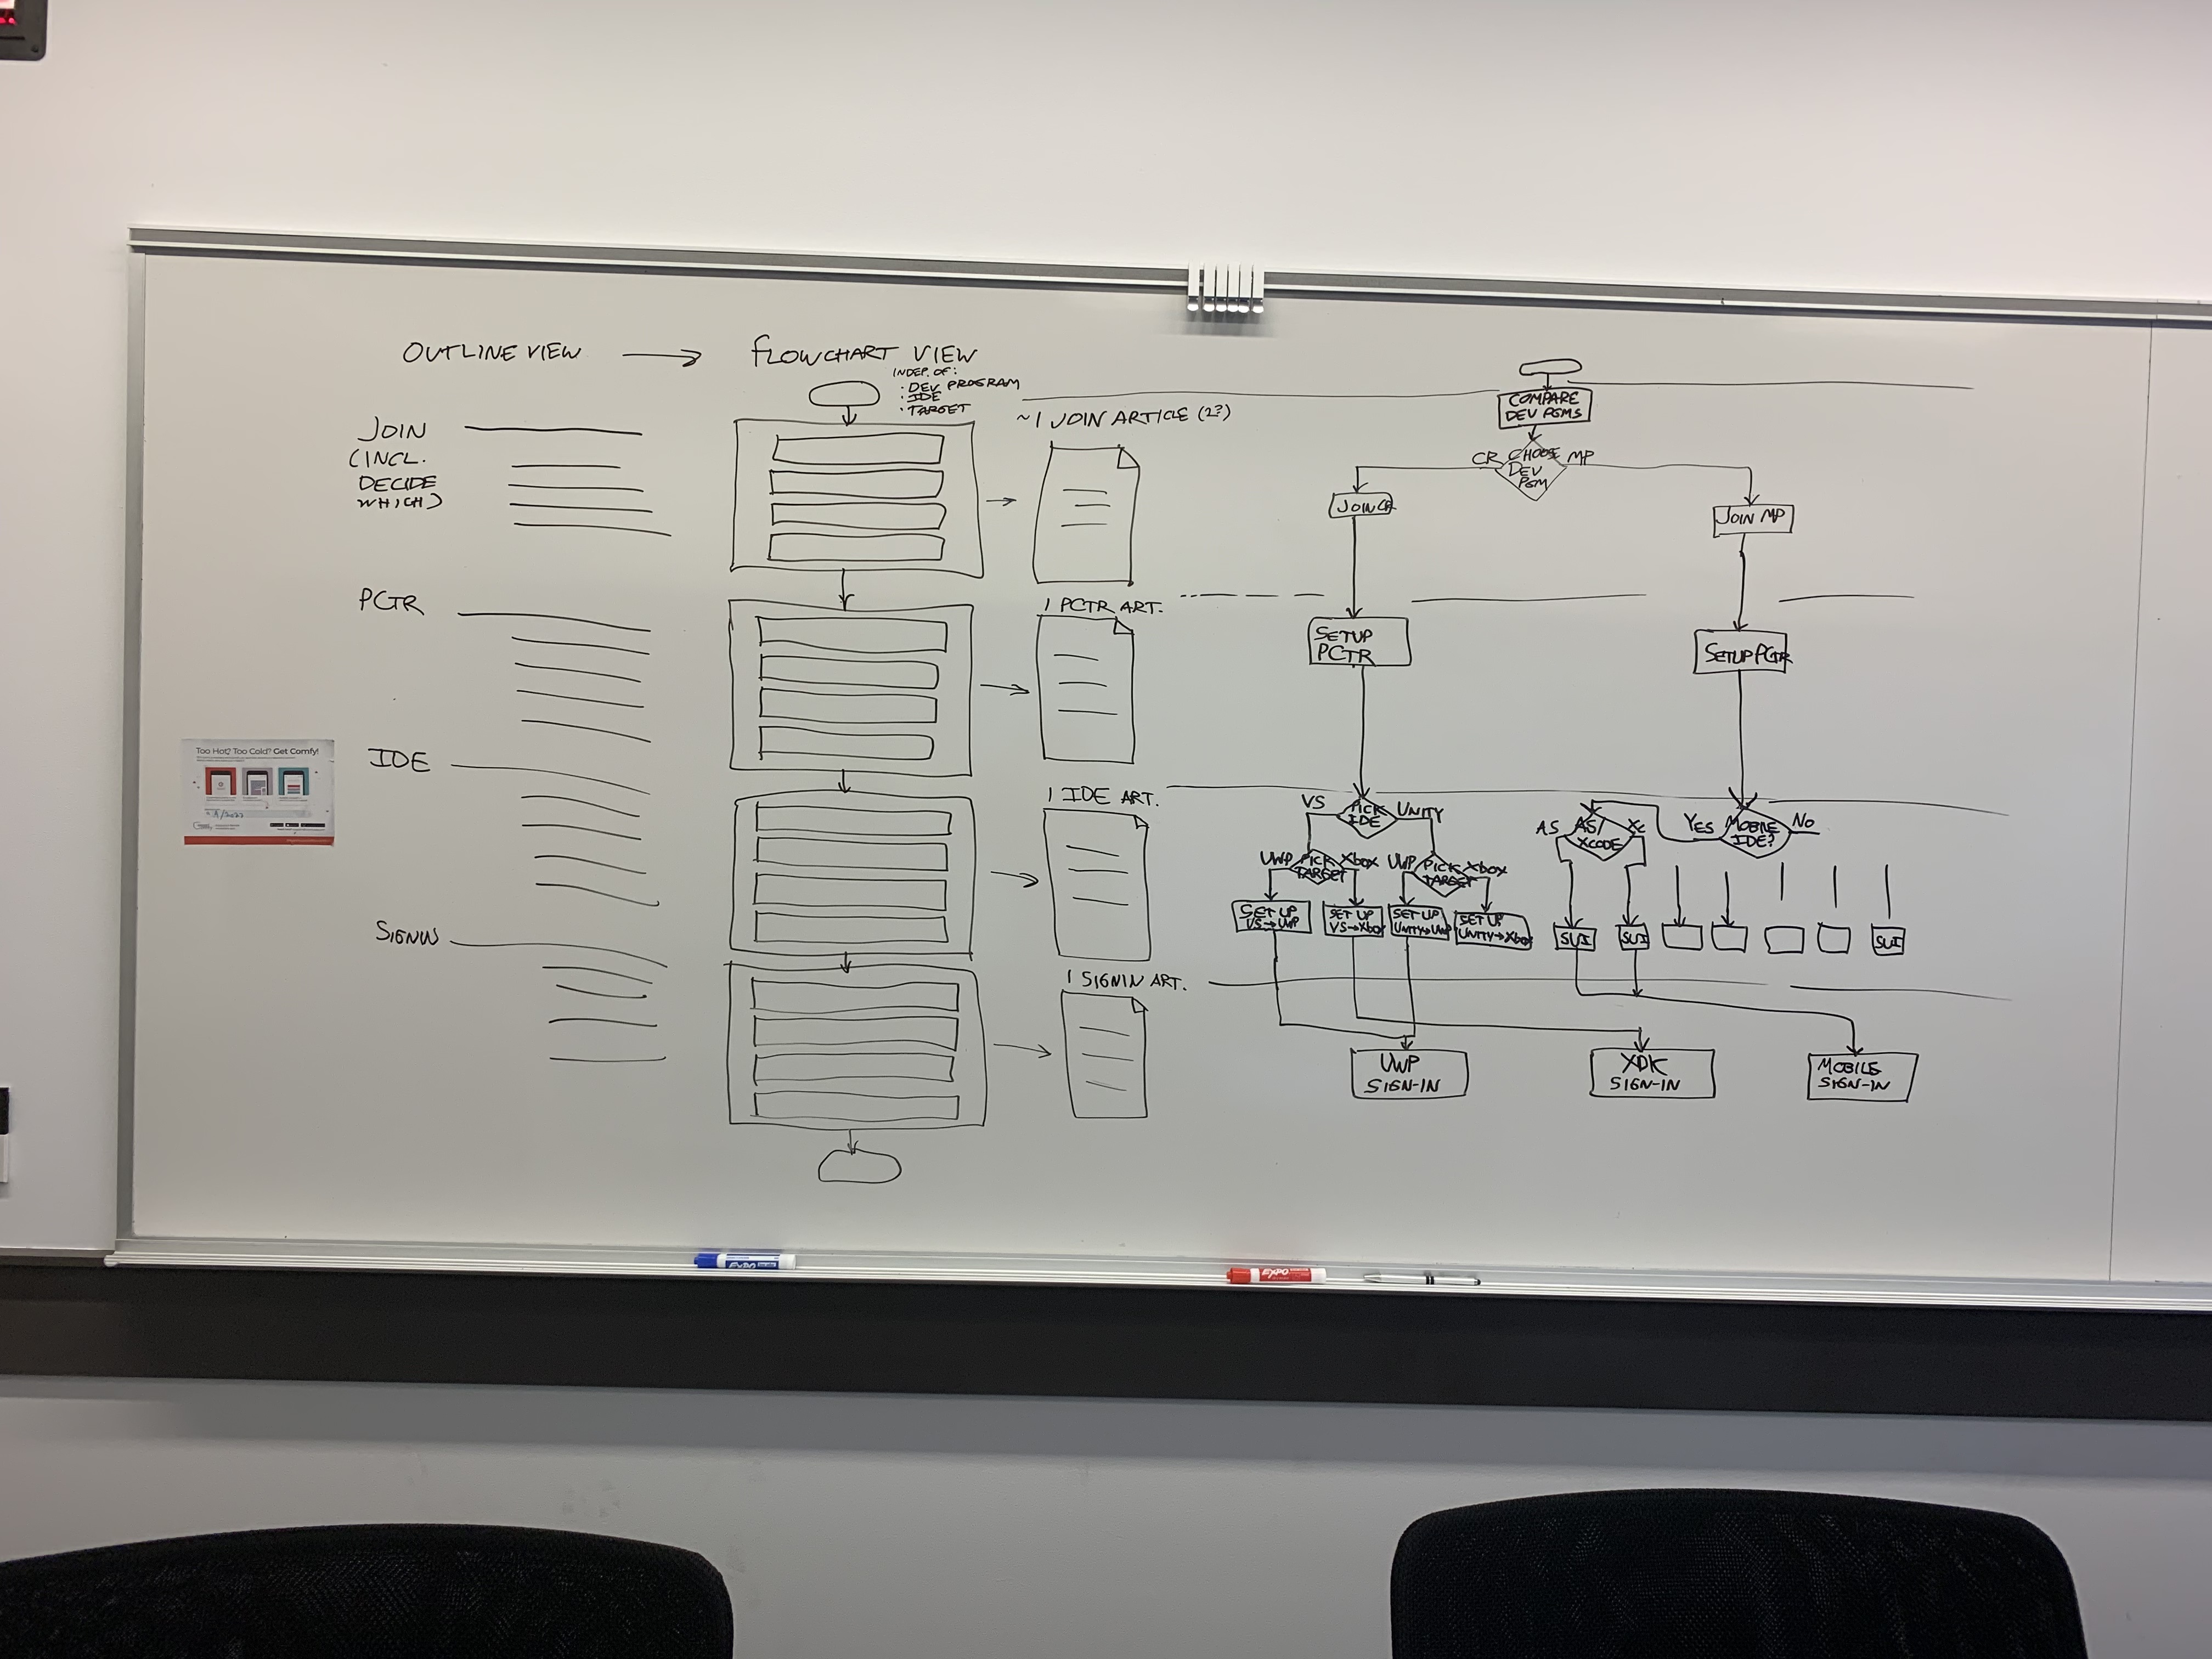 OUTLINE VIEW
FLOWCHART VIEW
INDEP. OF:
· DEV PROGRAM
· IDE
· TARGET
JOIN
(INCL.
DECIDE
WHICH)
PCTR
IDE
SIGNIN
~1 JOIN ARTICLE (2?)
1 PCTR ART.
1 IDE ART.
1 SIGNIN ART.
COMPARE
DEV PGMS
CR
CHOOSE
DEV
PGM
MP
JOIN CR
JOIN MP
SETUP
PCTR
SETUP PCTR
VS
PICK
IDE
UNITY
UWP
PICK
TARGET
Xbox
UWP
PICK
TARGET
Xbox
SET UP
VS→UWP
SET UP
VS→Xbox
SET UP
UNITY→UWP
SET UP
UNITY→Xbox
AS
AS/
XCODE
XC
YES
MOBILE
IDE?
NO
SUI
SUI
SUI
UWP
SIGN-IN
XDK
SIGN-IN
MOBILE
SIGN-IN
Too Hot? Too Cold? Get Comfy!
EXPO
EXPO